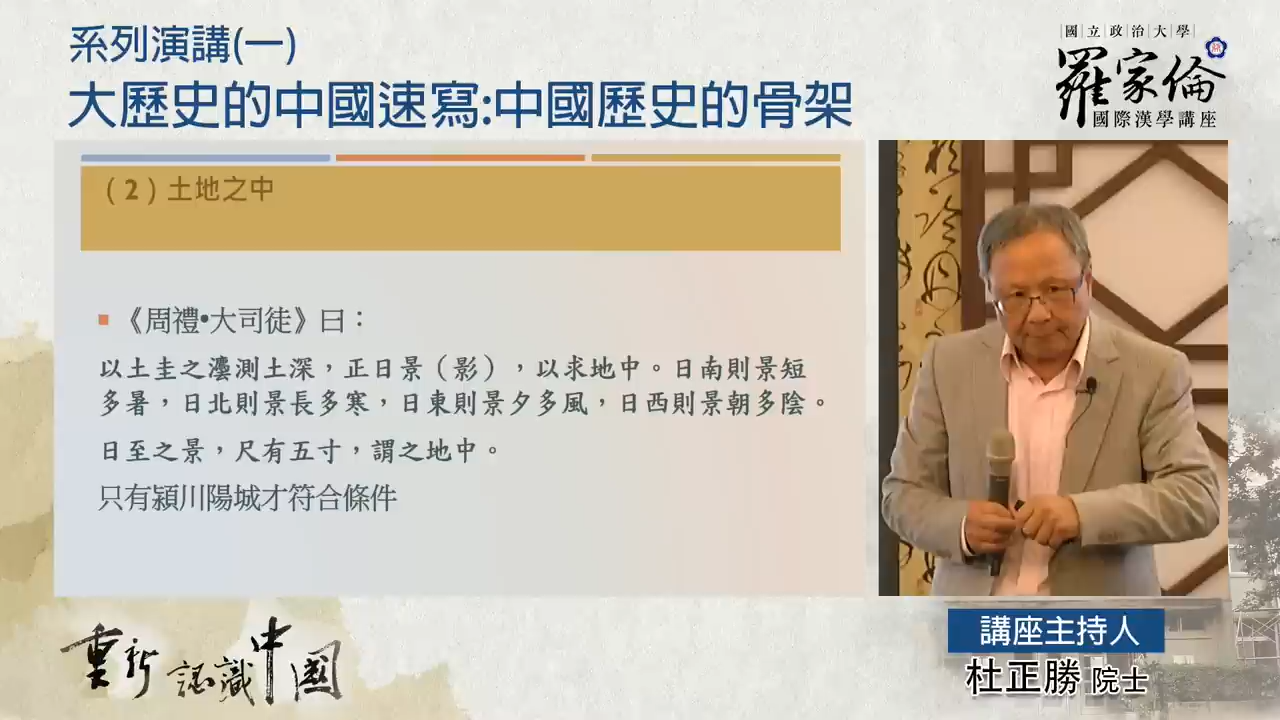 系列演講(一)
大歷史的中國速寫:中國歷史的骨架
國立政治大學
羅家倫
國際漢學講座
（2）土地之中
《周禮•大司徒》曰：
以土圭之灋測土深，正日景（影），以求地中。日南則景短
多暑，日北則景長多寒，日東則景夕多風，日西則景朝多陰。
日至之景，尺有五寸，謂之地中。
只有潁川陽城才符合條件
重新認識中國
講座主持人
杜正勝 院士